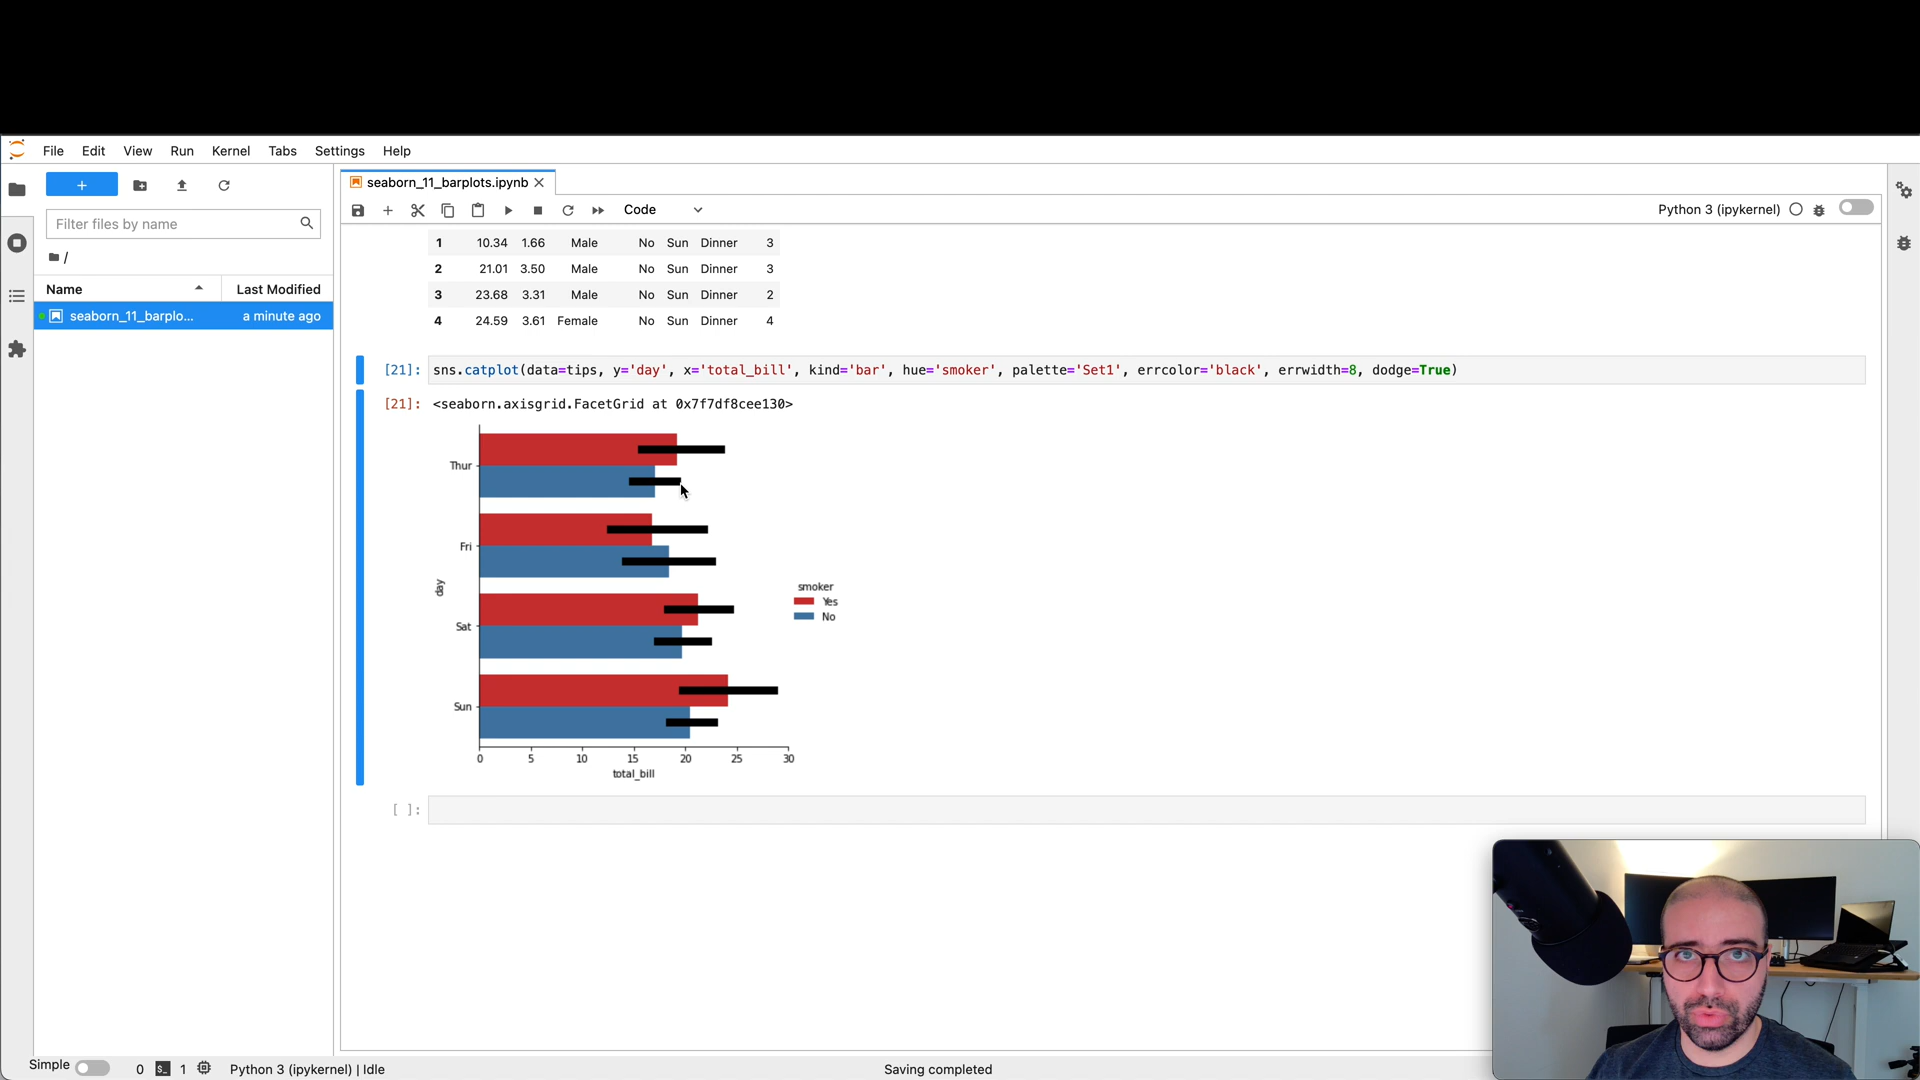 File Edit View Run Kernel Tabs Settings Help
+
Filter files by name
/
Name Last Modified
seaborn_11_barplo... a minute ago
seaborn_11_barplots.ipynb
Code
Python 3 (ipykernel)
1 10.34 1.66 Male No Sun Dinner 3
2 21.01 3.50 Male No Sun Dinner 3
3 23.68 3.31 Male No Sun Dinner 2
4 24.59 3.61 Female No Sun Dinner 4
[21]: sns.catplot(data=tips, y='day', x='total_bill', kind='bar', hue='smoker', palette='Set1', errcolor='black', errwidth=8, dodge=True)
[21]: <seaborn.axisgrid.FacetGrid at 0x7f7df8cee130>
Thur
Fri
Sat
Sun
day
0 5 10 15 20 25 30
total_bill
smoker
Yes
No
[ ]:
Simple 0 1 Python 3 (ipykernel) | Idle Saving completed